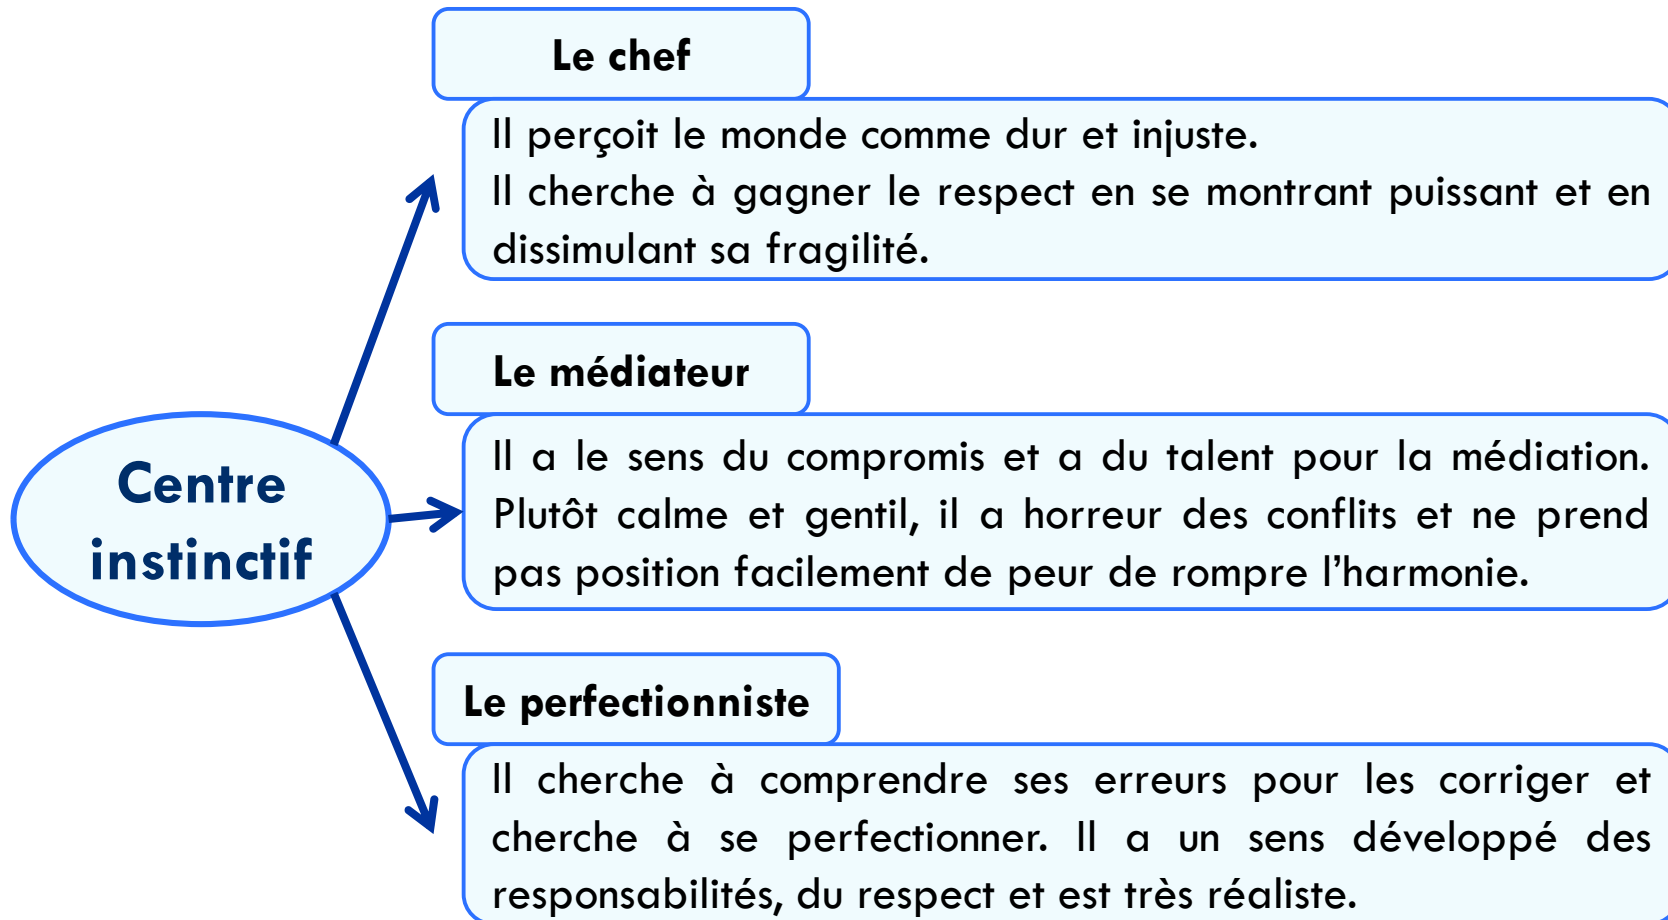 Le chef
Il perçoit le monde comme dur et injuste.
Il cherche à gagner le respect en se montrant puissant et en
dissimulant sa fragilité.
Le médiateur
Il a le sens du compromis et a du talent pour la médiation.
Plutôt calme et gentil, il a horreur des conflits et ne prend
pas position facilement de peur de rompre l’harmonie.
Centre
instinctif
Le perfectionniste
Il cherche à comprendre ses erreurs pour les corriger et
cherche à se perfectionner. Il a un sens développé des
responsabilités, du respect et est très réaliste.